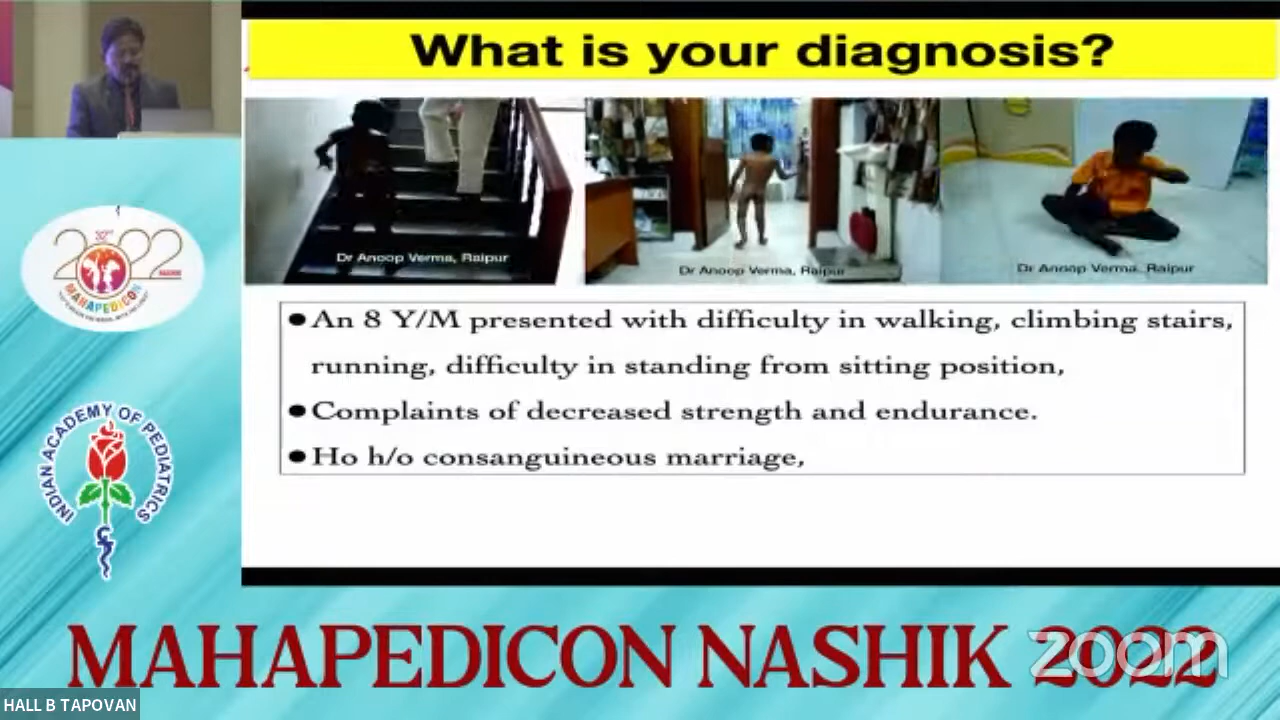 What is your diagnosis?
Dr Anoop Verma, Raipur
Dr Anoop Verma, Raipur
Dr Anoop Verma, Raipur
●An 8 Y/M presented with difficulty in walking, climbing stairs,
running, difficulty in standing from sitting position,
●Complaints of decreased strength and endurance.
●Ho h/o consanguineous marriage,
32nd
2022
MAHAPEDICON
INDIAN ACADEMY OF PEDIATRICS
MAHAPEDICON NASHIK 2022
zoom
HALL B TAPOVAN